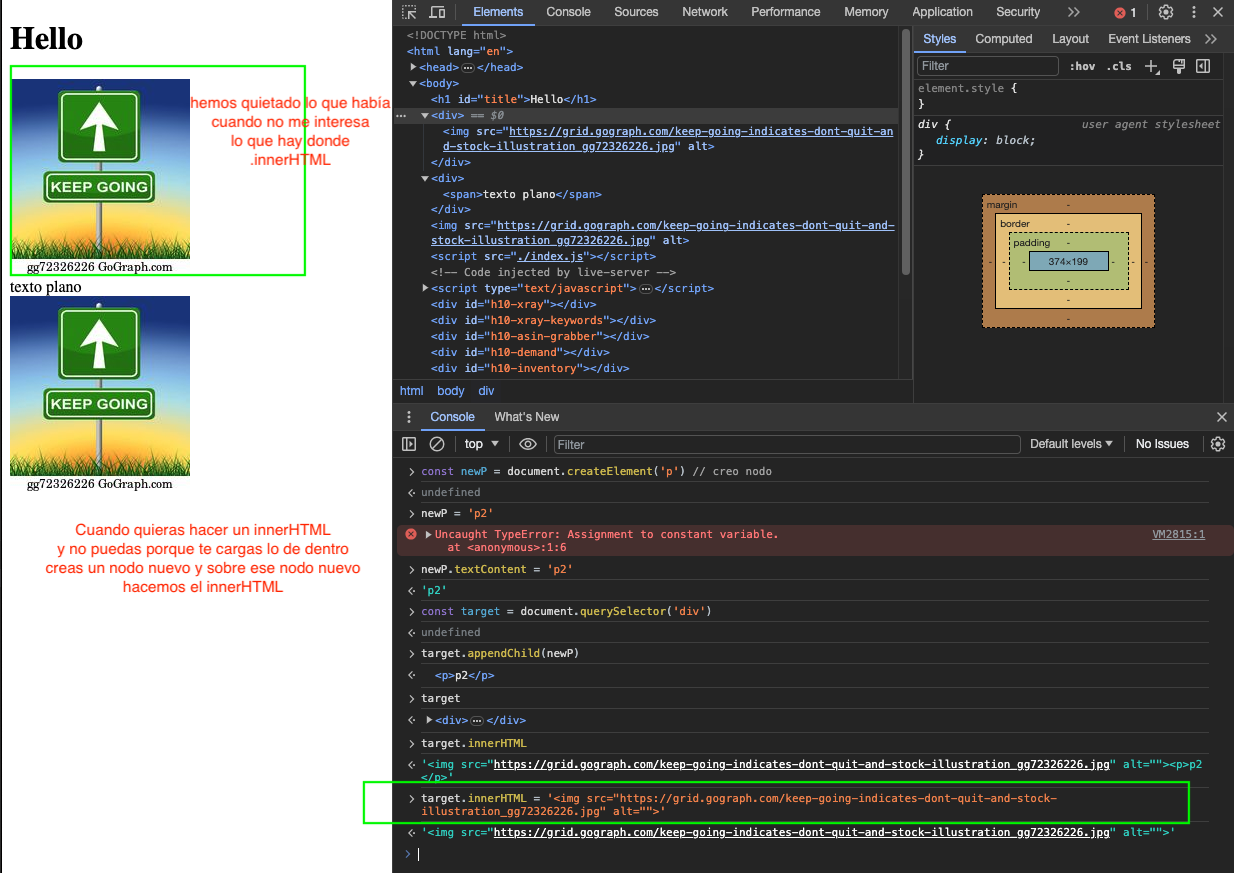 Hello
KEEP GOING
gg72326226 GoGraph.com
hemos quietado lo que había
cuando no me interesa
lo que hay donde
.innerHTML
texto plano
KEEP GOING
gg72326226 GoGraph.com
Cuando quieras hacer un innerHTML
y no puedas porque te cargas lo de dentro
creas un nodo nuevo y sobre ese nodo nuevo
hacemos el innerHTML
Elements Console Sources Network Performance Memory Application Security 1
<!DOCTYPE html>
<html lang="en">
<head> ⋯ </head>
<body>
<h1 id="title">Hello</h1>
<div> == $0
<img src="https://grid.gograph.com/keep-going-indicates-dont-quit-an
d-stock-illustration_gg72326226.jpg" alt>
</div>
<div>
<span>texto plano</span>
</div>
<img src="https://grid.gograph.com/keep-going-indicates-dont-quit-and-
stock-illustration_gg72326226.jpg" alt>
<script src="./index.js"></script>
<!-- Code injected by live-server -->
<script type="text/javascript"> ⋯ </script>
<div id="h10-xray"></div>
<div id="h10-xray-keywords"></div>
<div id="h10-asin-grabber"></div>
<div id="h10-demand"></div>
<div id="h10-inventory"></div>
html body div
Styles Computed Layout Event Listeners
Filter :hov .cls
element.style {
}
div { user agent stylesheet
display: block;
}
margin -
border -
padding -
- - - 374×199 - - -
-
-
-
Console What's New
top Filter Default levels No Issues
const newP = document.createElement('p') // creo nodo
undefined
newP = 'p2'
Uncaught TypeError: Assignment to constant variable. VM2815:1
at <anonymous>:1:6
newP.textContent = 'p2'
'p2'
const target = document.querySelector('div')
undefined
target.appendChild(newP)
<p>p2</p>
target
<div> ⋯ </div>
target.innerHTML
'<img src="https://grid.gograph.com/keep-going-indicates-dont-quit-and-stock-illustration_gg72326226.jpg" alt=""><p>p2
</p>'
target.innerHTML = '<img src="https://grid.gograph.com/keep-going-indicates-dont-quit-and-stock-
illustration_gg72326226.jpg" alt="">'
'<img src="https://grid.gograph.com/keep-going-indicates-dont-quit-and-stock-illustration_gg72326226.jpg" alt="">'